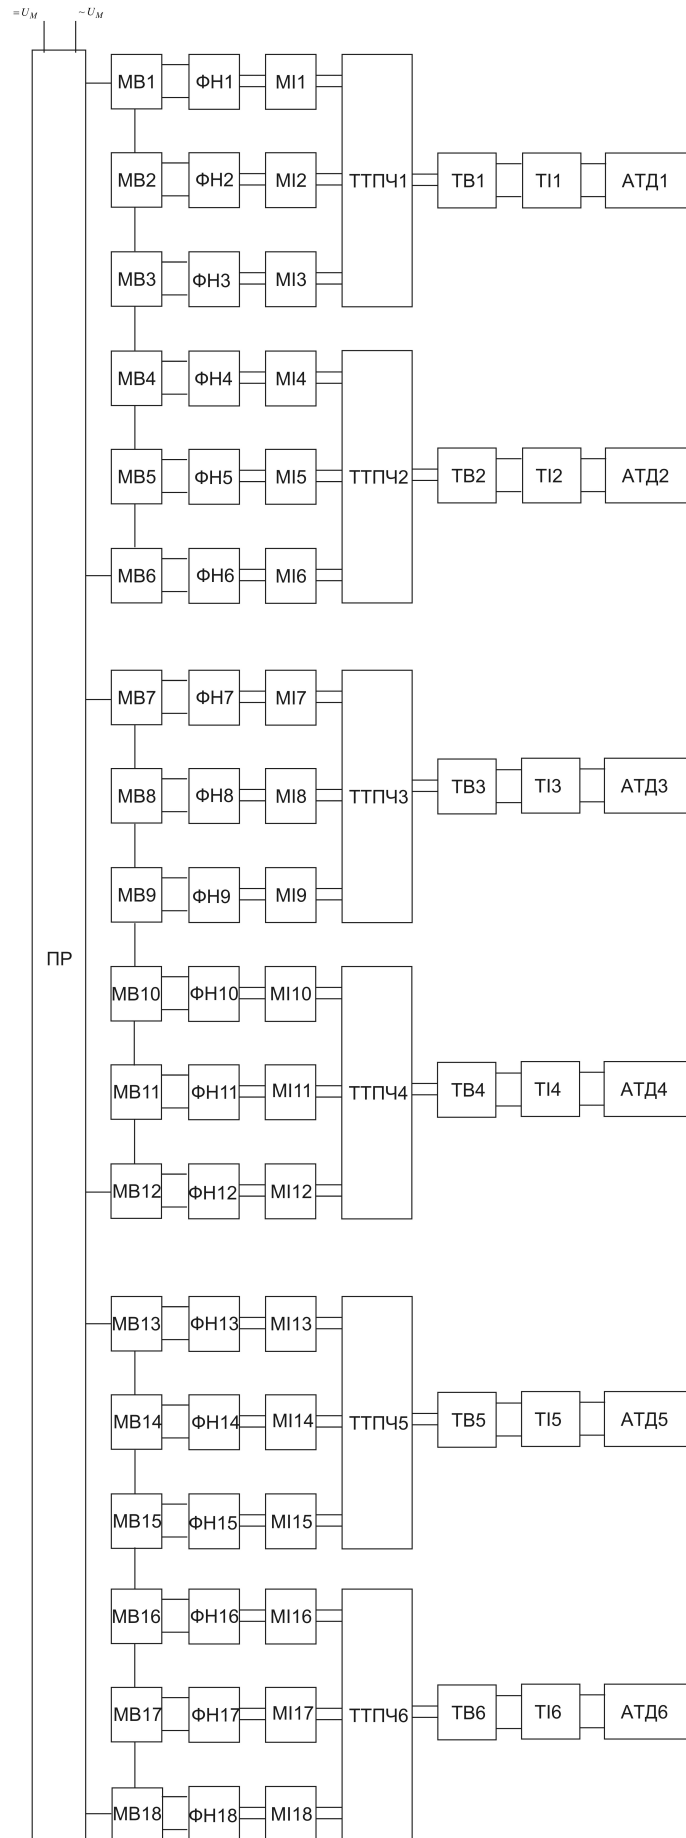 =U_M ~U_M
МВ1 ФН1 МІ1
МВ2 ФН2 МІ2 ТТПЧ1 ТВ1 ТІ1 АТД1
МВ3 ФН3 МІ3
МВ4 ФН4 МІ4
МВ5 ФН5 МІ5 ТТПЧ2 ТВ2 ТІ2 АТД2
МВ6 ФН6 МІ6
МВ7 ФН7 МІ7
МВ8 ФН8 МІ8 ТТПЧ3 ТВ3 ТІ3 АТД3
МВ9 ФН9 МІ9
ПР
МВ10 ФН10 МІ10
МВ11 ФН11 МІ11 ТТПЧ4 ТВ4 ТІ4 АТД4
МВ12 ФН12 МІ12
МВ13 ФН13 МІ13
МВ14 ФН14 МІ14 ТТПЧ5 ТВ5 ТІ5 АТД5
МВ15 ФН15 МІ15
МВ16 ФН16 МІ16
МВ17 ФН17 МІ17 ТТПЧ6 ТВ6 ТІ6 АТД6
МВ18 ФН18 МІ18